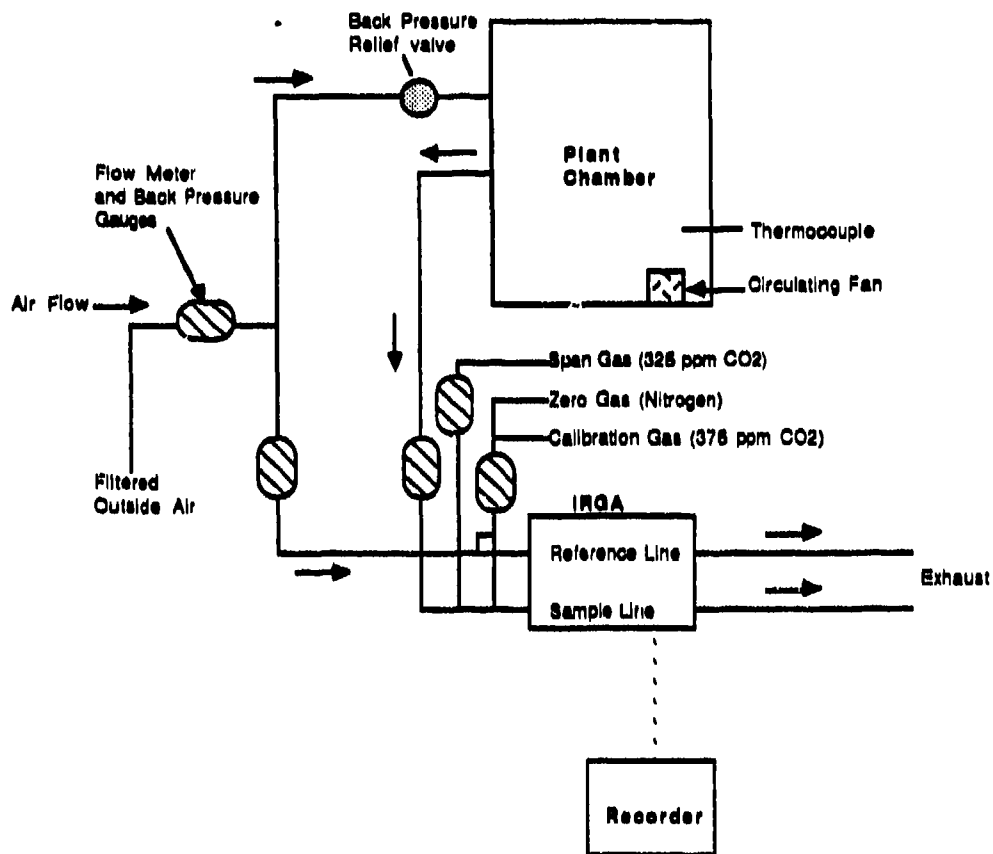 Back Pressure
Relief valve
Plant
Chamber
Flow Meter
and Back Pressure
Gauges
Thermocouple
Air Flow
Circulating Fan
Span Gas (325 ppm CO2)
Zero Gas (Nitrogen)
Calibration Gas (375 ppm CO2)
Filtered
Outside Air
IRGA
Reference Line
Exhaust
Sample Line
Recorder